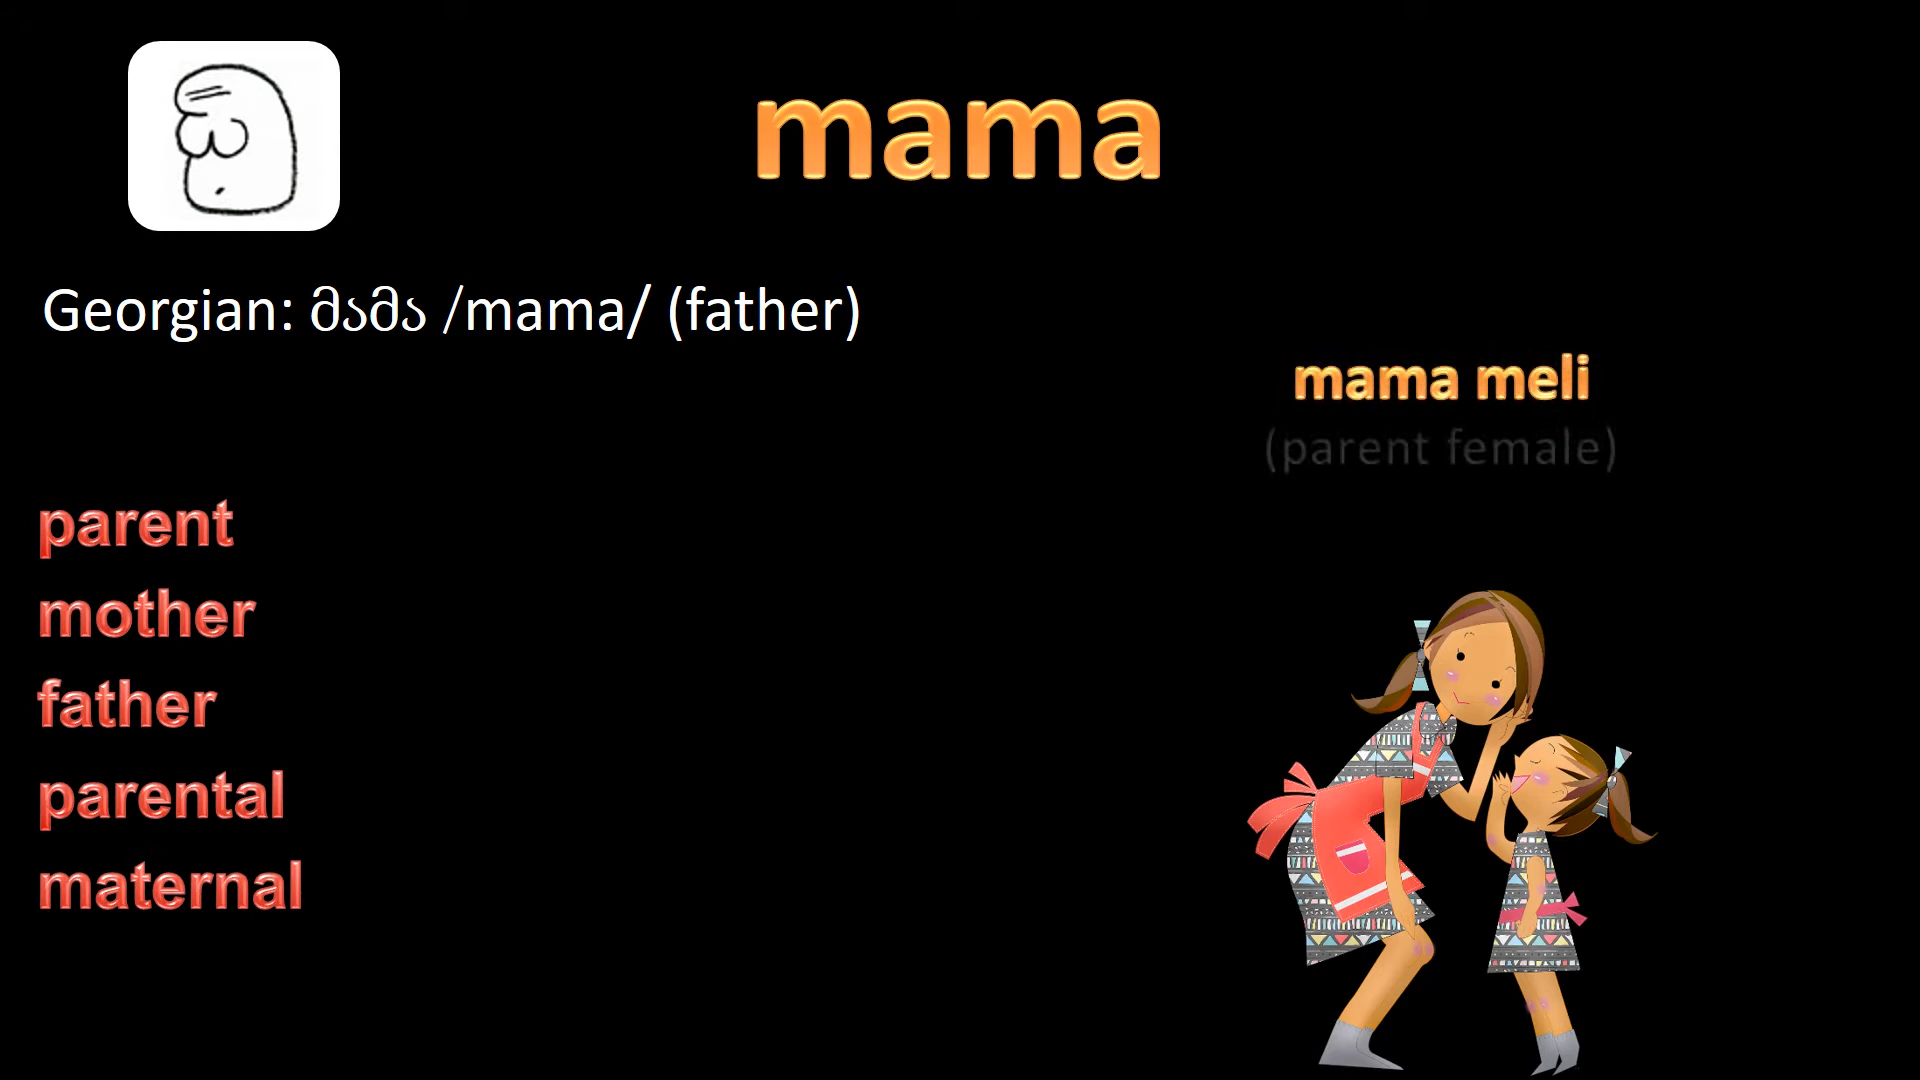 mama
Georgian: მამა /mama/ (father)
mama meli
(parent female)
parent
mother
father
parental
maternal